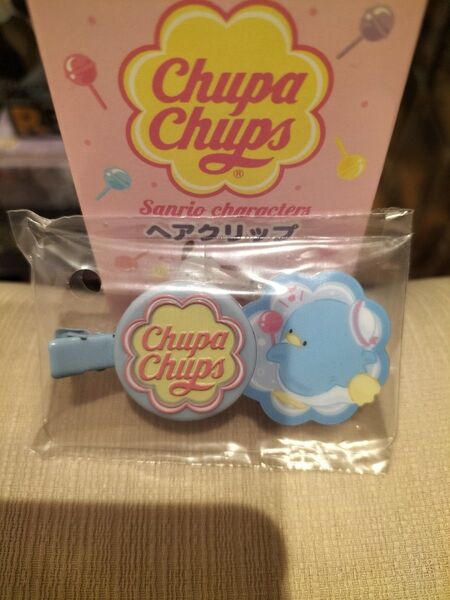 Chupa
Chups
®
Sanrio characters
ヘアクリップ
Chupa
Chups